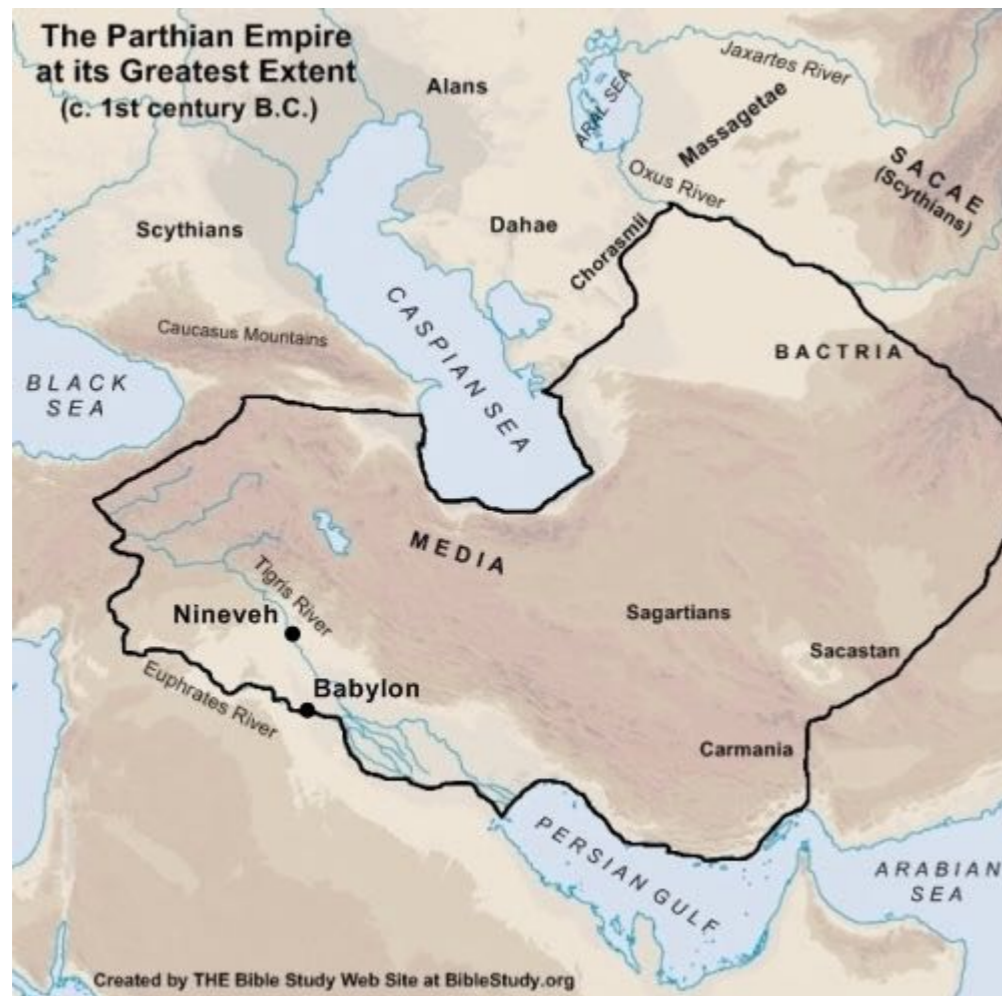 The Parthian Empire
at its Greatest Extent
(c. 1st century B.C.)
Alans
ARAL SEA
Jaxartes River
Massagetae
SACAE
(Scythians)
Oxus River
Scythians
Dahae
Chorasmii
CASPIAN SEA
Caucasus Mountains
BLACK
SEA
BACTRIA
MEDIA
Tigris River
Nineveh
Sagartians
Sacastan
Euphrates River
Babylon
Carmania
PERSIAN GULF
ARABIAN
SEA
Created by THE Bible Study Web Site at BibleStudy.org